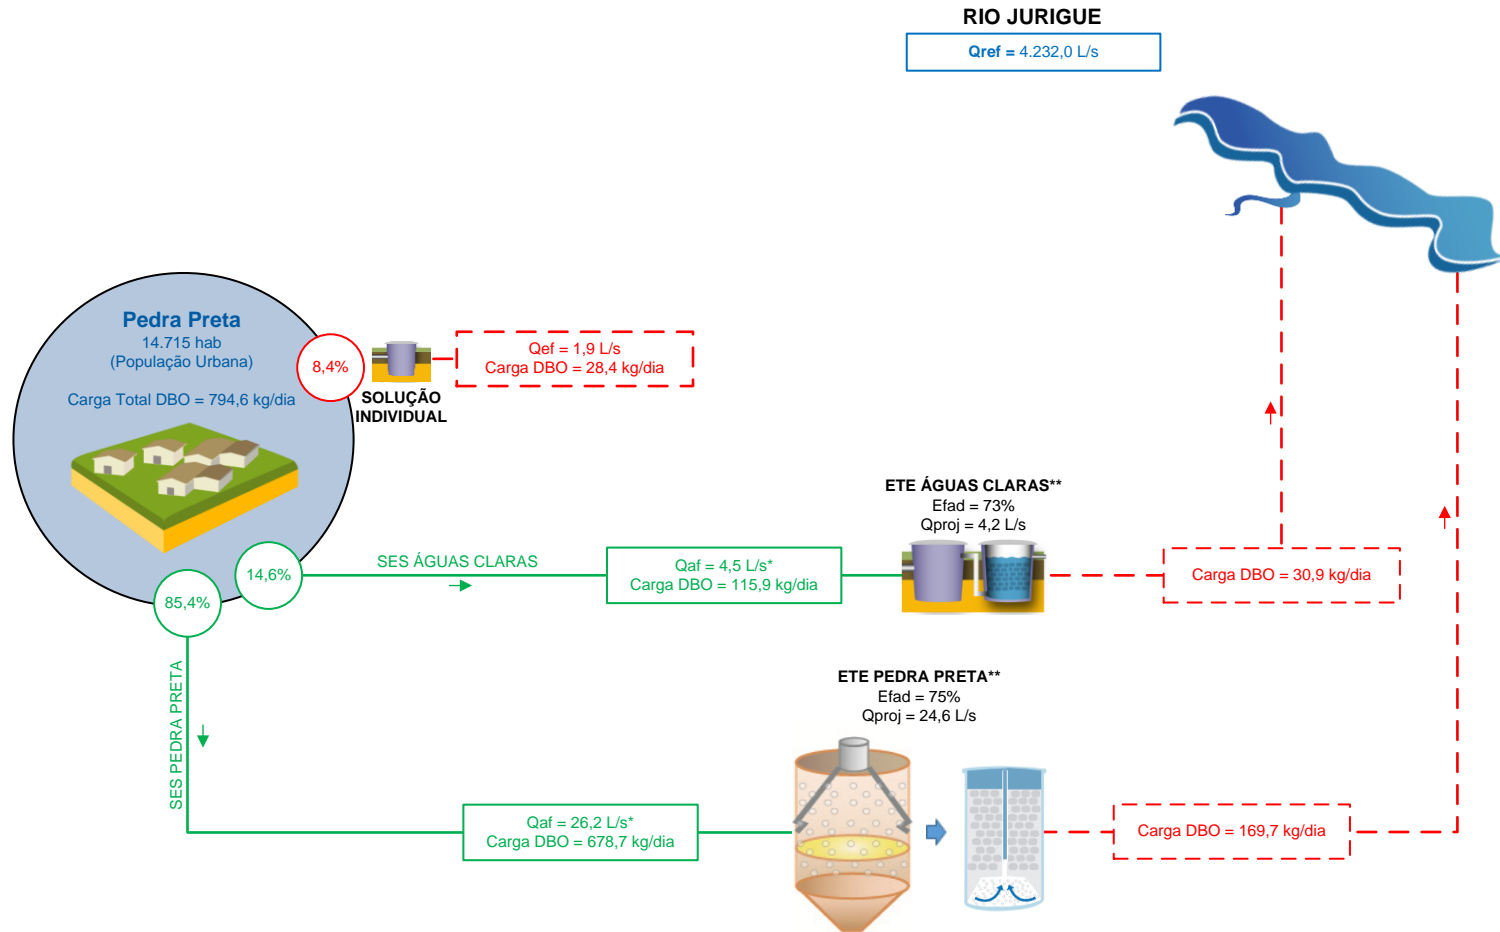 RIO JURIGUE
Qref = 4.232,0 L/s
Pedra Preta
14.715 hab
(População Urbana)
Carga Total DBO = 794,6 kg/dia
8,4%
SOLUÇÃO
INDIVIDUAL
Qef = 1,9 L/s
Carga DBO = 28,4 kg/dia
14,6%
85,4%
SES ÁGUAS CLARAS
Qaf = 4,5 L/s*
Carga DBO = 115,9 kg/dia
ETE ÁGUAS CLARAS**
Efad = 73%
Qproj = 4,2 L/s
Carga DBO = 30,9 kg/dia
SES PEDRA PRETA
Qaf = 26,2 L/s*
Carga DBO = 678,7 kg/dia
ETE PEDRA PRETA**
Efad = 75%
Qproj = 24,6 L/s
Carga DBO = 169,7 kg/dia